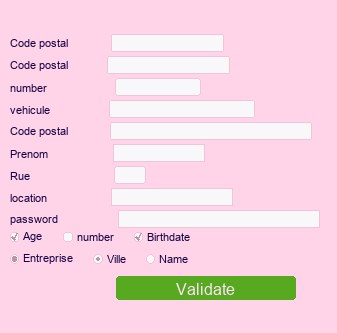 Code postal
Code postal
number
vehicule
Code postal
Prenom
Rue
location
password
Age number Birthdate
Entreprise Ville Name
Validate